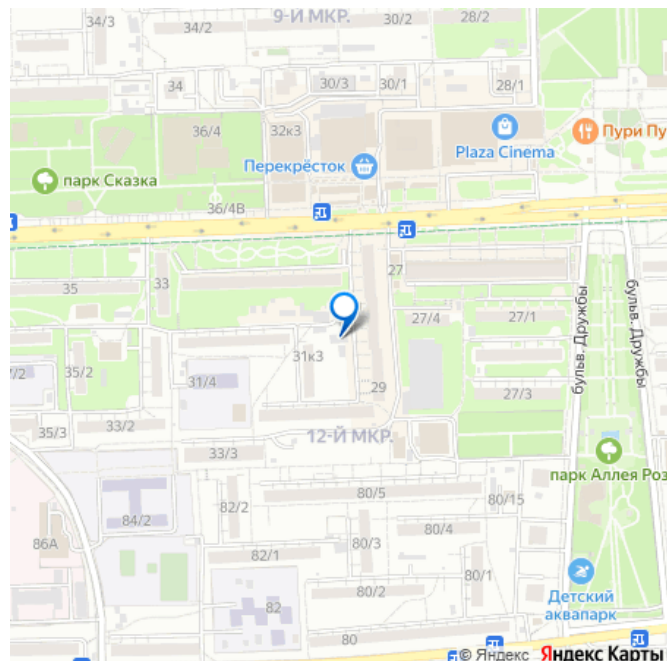 9-Й МКР.
34/3
34/2
30/2
34
30/3
30/1
28/1
36/4
32к3
Plaza Cinema
Пури Пу
Перекрёсток
парк Сказка
36/4В
35
33
27
27/4
27/1
бульв. Дружбы
бульв. Дружбы
31к3
35/2
31/4
7/2
29
27/3
33/2
35/3
12-Й МКР.
33/3
парк Аллея Роз
80/5
80/15
82/2
84/2
86А
80/4
80/3
82/1
80/1
80/2
Детский
аквапарк
82
80
© Яндекс Яндекс Карты